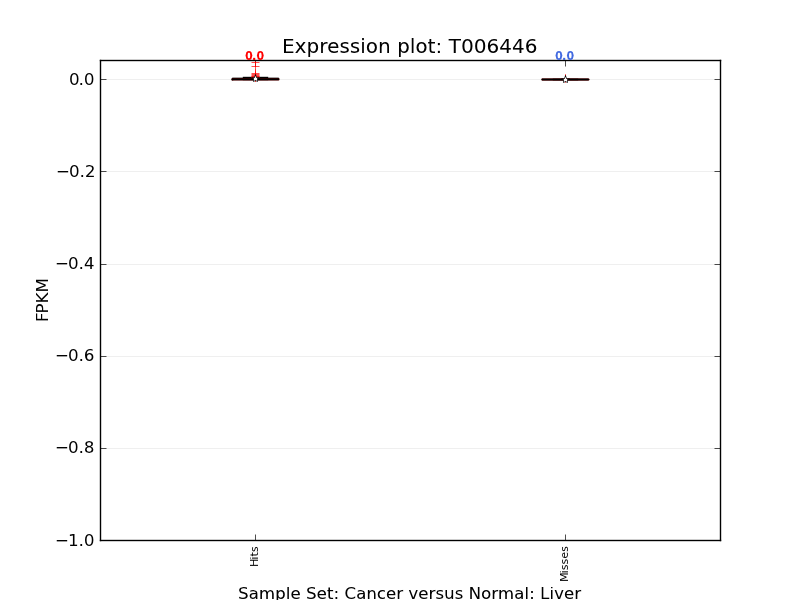 Expression plot: T006446
0.0 0.0
0.0
−0.2
−0.4
−0.6
−0.8
−1.0
FPKM
Hits Misses
Sample Set: Cancer versus Normal: Liver